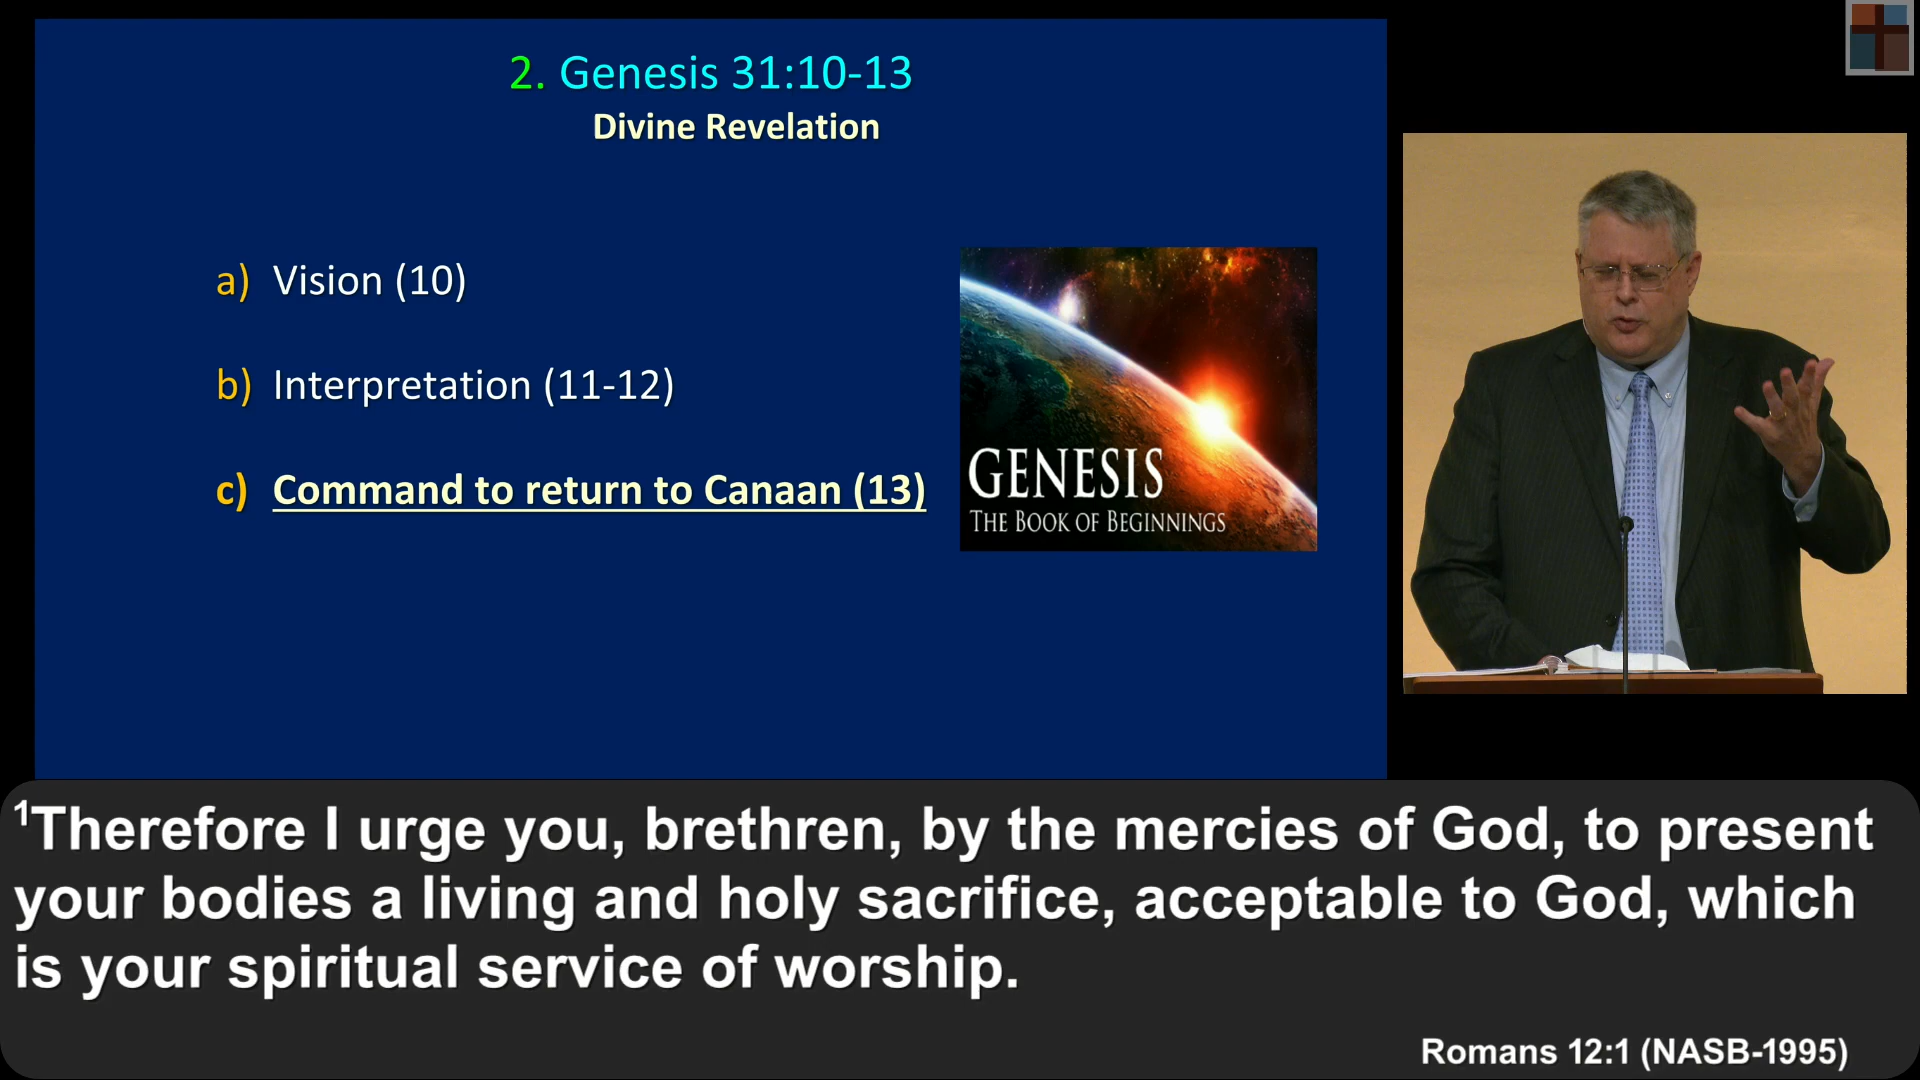 2. Genesis 31:10-13
Divine Revelation
a) Vision (10)
b) Interpretation (11-12)
c) Command to return to Canaan (13)
GENESIS
THE BOOK OF BEGINNINGS
1Therefore I urge you, brethren, by the mercies of God, to present
your bodies a living and holy sacrifice, acceptable to God, which
is your spiritual service of worship.
Romans 12:1 (NASB-1995)